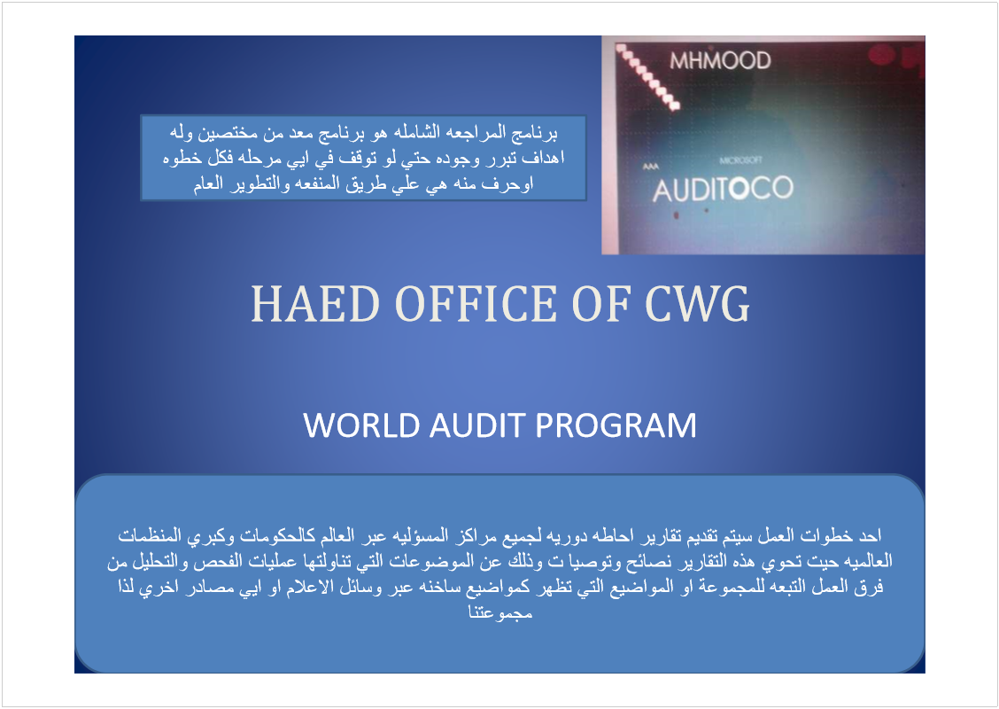 MHMOOD
MICROSOFT
AAA
AUDITOCO
برنامج المراجعه الشامله هو برنامج معد من مختصين وله
اهداف تبرر وجوده حتي لو توقف في ايي مرحله فكل خطوه
اوحرف منه هي علي طريق المنفعه والتطوير العام
HAED OFFICE OF CWG
WORLD AUDIT PROGRAM
احد خطوات العمل سيتم تقديم تقارير احاطه دوريه لجميع مراكز المسؤليه عبر العالم كالحكومات وكبري المنظمات
العالميه حيت تحوي هذه التقارير نصائح وتوصيا ت وذلك عن الموضوعات التي تناولتها عمليات الفحص والتحليل من
فرق العمل التبعه للمجموعة او المواضيع التي تظهر كمواضيع ساخنه عبر وسائل الاعلام او ايي مصادر اخري لذا
مجموعتنا